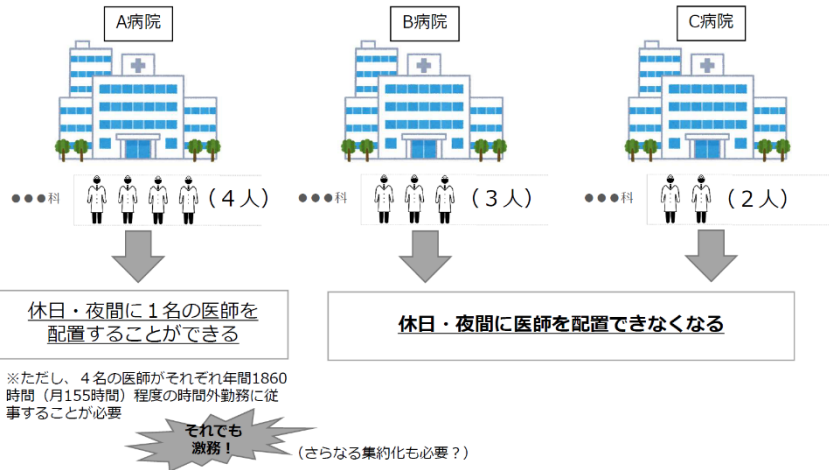 A病院
B病院
C病院
●●●科
(４人)
●●●科
(３人)
●●●科
(２人)
休日・夜間に１名の医師を
配置することができる
休日・夜間に医師を配置できなくなる
※ただし、４名の医師がそれぞれ年間1860
時間（月155時間）程度の時間外勤務に従
事することが必要
それでも
激務！
（さらなる集約化も必要？）